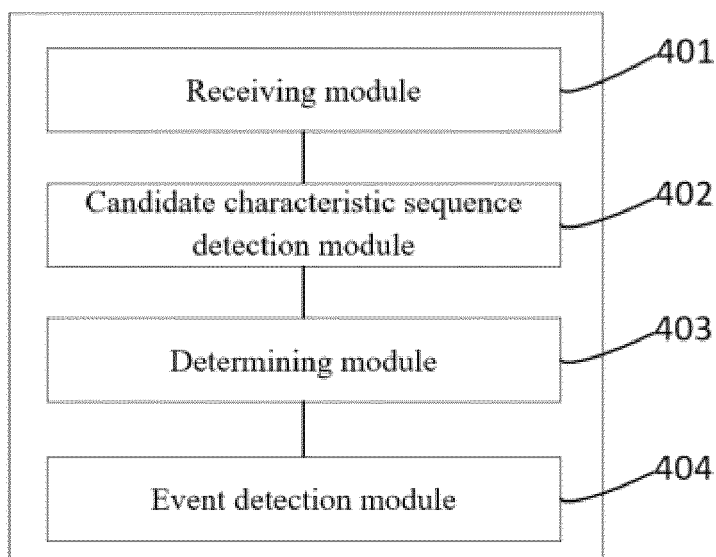 Receiving module
401
Candidate characteristic sequence
detection module
402
Determining module
403
Event detection module
404